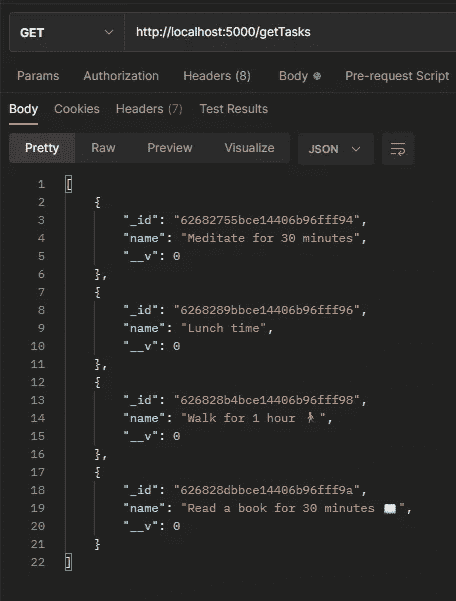 GET http://localhost:5000/getTasks
Params Authorization Headers (8) Body Pre-request Script
Body Cookies Headers (7) Test Results
Pretty Raw Preview Visualize JSON
1 [
2 {
3 "_id": "62682755bce14406b96fff94",
4 "name": "Meditate for 30 minutes",
5 "__v": 0
6 },
7 {
8 "_id": "6268289bbce14406b96fff96",
9 "name": "Lunch time",
10 "__v": 0
11 },
12 {
13 "_id": "626828b4bce14406b96fff98",
14 "name": "Walk for 1 hour 🚶",
15 "__v": 0
16 },
17 {
18 "_id": "626828dbbce14406b96fff9a",
19 "name": "Read a book for 30 minutes 📖",
20 "__v": 0
21 }
22 ]